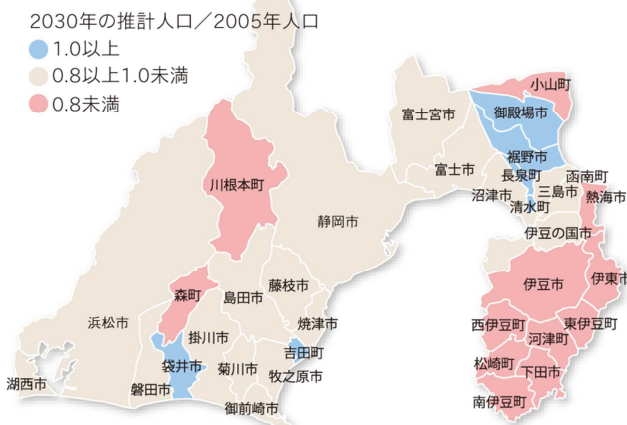 2030年の推計人口／2005年人口
1.0以上
0.8以上1.0未満
0.8未満
小山町
御殿場市
富士宮市
裾野市
富士市
長泉町
函南町
川根本町
沼津市
三島市
熱海市
清水町
静岡市
伊豆の国市
伊豆市
伊東市
藤枝市
島田市
森町
浜松市
焼津市
西伊豆町
東伊豆町
掛川市
河津町
吉田町
袋井市
菊川市
松崎町
下田市
牧之原市
湖西市
磐田市
御前崎市
南伊豆町